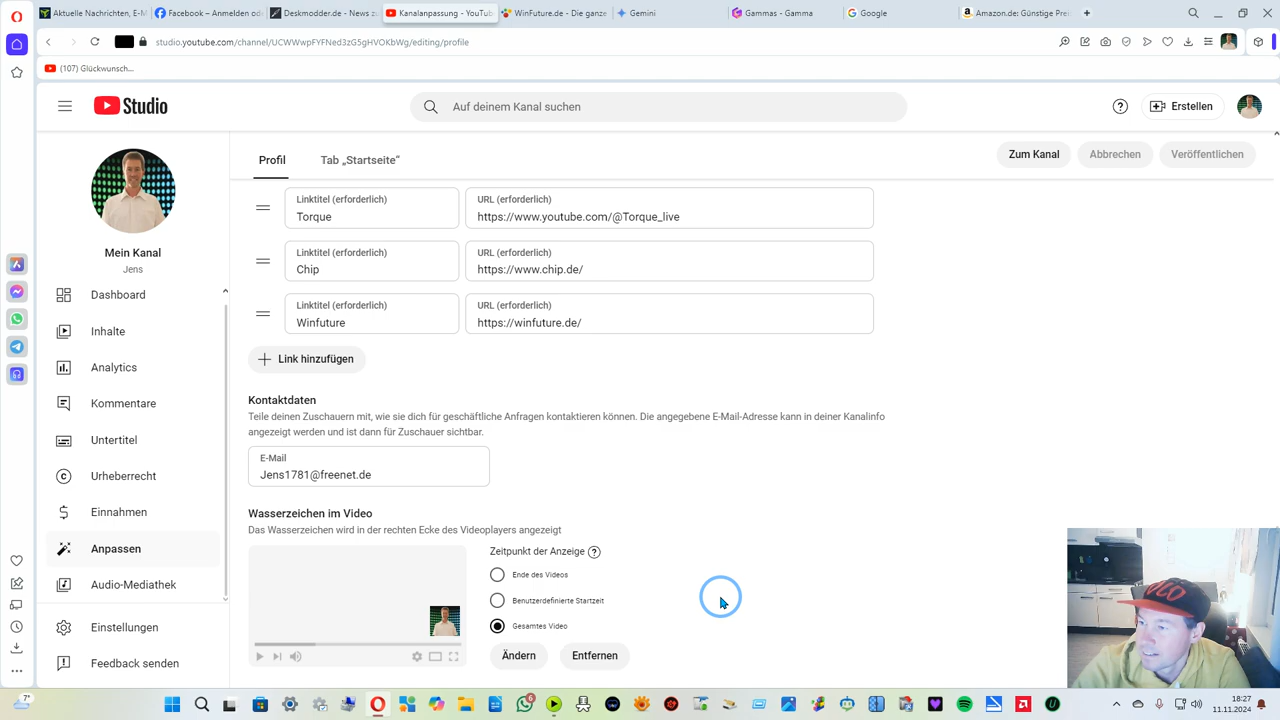 Aktuelle Nachrichten, E-M
Facebook – Anmelden ode
Deskmodder.de - News zu
Kanalanpassung - YouTube
WinFuture.de - Die ganze
Gemini
Gammas - Gamma
Google
Amazon.de: Günstige Prei
studio.youtube.com/channel/UCWWwpFYFNed3zG5gHVOKbWg/editing/profile
(107) Glückwunsch...
Studio
Auf deinem Kanal suchen
Erstellen
Profil
Tab „Startseite“
Zum Kanal
Abbrechen
Veröffentlichen
Mein Kanal
Jens
Dashboard
Inhalte
Analytics
Kommentare
Untertitel
Urheberrecht
Einnahmen
Anpassen
Audio-Mediathek
Einstellungen
Feedback senden
Linktitel (erforderlich)
Torque
URL (erforderlich)
https://www.youtube.com/@Torque_live
Linktitel (erforderlich)
Chip
URL (erforderlich)
https://www.chip.de/
Linktitel (erforderlich)
Winfuture
URL (erforderlich)
https://winfuture.de/
Link hinzufügen
Kontaktdaten
Teile deinen Zuschauern mit, wie sie dich für geschäftliche Anfragen kontaktieren können. Die angegebene E-Mail-Adresse kann in deiner Kanalinfo
angezeigt werden und ist dann für Zuschauer sichtbar.
E-Mail
Jens1781@freenet.de
Wasserzeichen im Video
Das Wasserzeichen wird in der rechten Ecke des Videoplayers angezeigt
Zeitpunkt der Anzeige
Ende des Videos
Benutzerdefinierte Startzeit
Gesamtes Video
Ändern
Entfernen
7°
6
18:27
11.11.2024